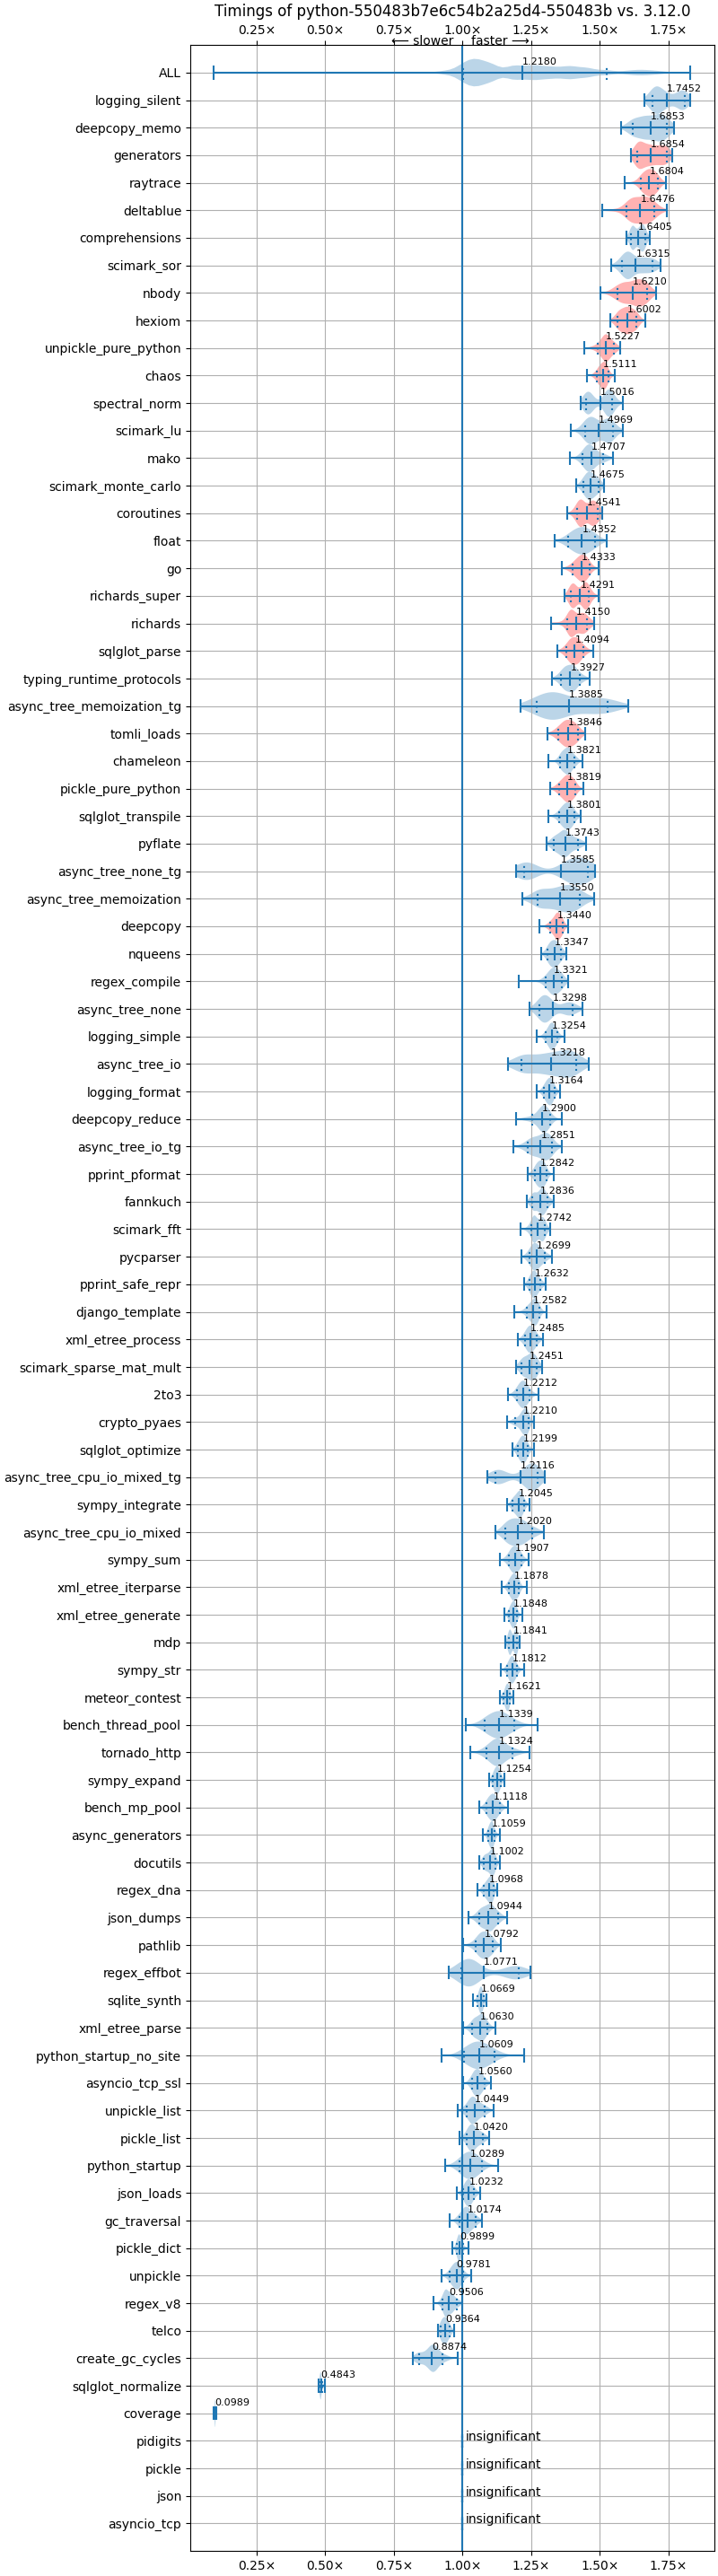 Timings of python-550483b7e6c54b2a25d4-550483b vs. 3.12.0
0.25× 0.50× 0.75× 1.00× 1.25× 1.50× 1.75×
⟵ slower faster ⟶
ALL 1.2180
logging_silent 1.7452
deepcopy_memo 1.6853
generators 1.6854
raytrace 1.6804
deltablue 1.6476
comprehensions 1.6405
scimark_sor 1.6315
nbody 1.6210
hexiom 1.6002
unpickle_pure_python 1.5227
chaos 1.5111
spectral_norm 1.5016
scimark_lu 1.4969
mako 1.4707
scimark_monte_carlo 1.4675
coroutines 1.4541
float 1.4352
go 1.4333
richards_super 1.4291
richards 1.4150
sqlglot_parse 1.4094
typing_runtime_protocols 1.3927
async_tree_memoization_tg 1.3885
tomli_loads 1.3846
chameleon 1.3821
pickle_pure_python 1.3819
sqlglot_transpile 1.3801
pyflate 1.3743
async_tree_none_tg 1.3585
async_tree_memoization 1.3550
deepcopy 1.3440
nqueens 1.3347
regex_compile 1.3321
async_tree_none 1.3298
logging_simple 1.3254
async_tree_io 1.3218
logging_format 1.3164
deepcopy_reduce 1.2900
async_tree_io_tg 1.2851
pprint_pformat 1.2842
fannkuch 1.2836
scimark_fft 1.2742
pycparser 1.2699
pprint_safe_repr 1.2632
django_template 1.2582
xml_etree_process 1.2485
scimark_sparse_mat_mult 1.2451
2to3 1.2212
crypto_pyaes 1.2210
sqlglot_optimize 1.2199
async_tree_cpu_io_mixed_tg 1.2116
sympy_integrate 1.2045
async_tree_cpu_io_mixed 1.2020
sympy_sum 1.1907
xml_etree_iterparse 1.1878
xml_etree_generate 1.1848
mdp 1.1841
sympy_str 1.1812
meteor_contest 1.1621
bench_thread_pool 1.1339
tornado_http 1.1324
sympy_expand 1.1254
bench_mp_pool 1.1118
async_generators 1.1059
docutils 1.1002
regex_dna 1.0968
json_dumps 1.0944
pathlib 1.0792
regex_effbot 1.0771
sqlite_synth 1.0669
xml_etree_parse 1.0630
python_startup_no_site 1.0609
asyncio_tcp_ssl 1.0560
unpickle_list 1.0449
pickle_list 1.0420
python_startup 1.0289
json_loads 1.0232
gc_traversal 1.0174
pickle_dict 0.9899
unpickle 0.9781
regex_v8 0.9506
telco 0.9364
create_gc_cycles 0.8874
sqlglot_normalize 0.4843
coverage 0.0989
pidigits insignificant
pickle insignificant
json insignificant
asyncio_tcp insignificant
0.25× 0.50× 0.75× 1.00× 1.25× 1.50× 1.75×